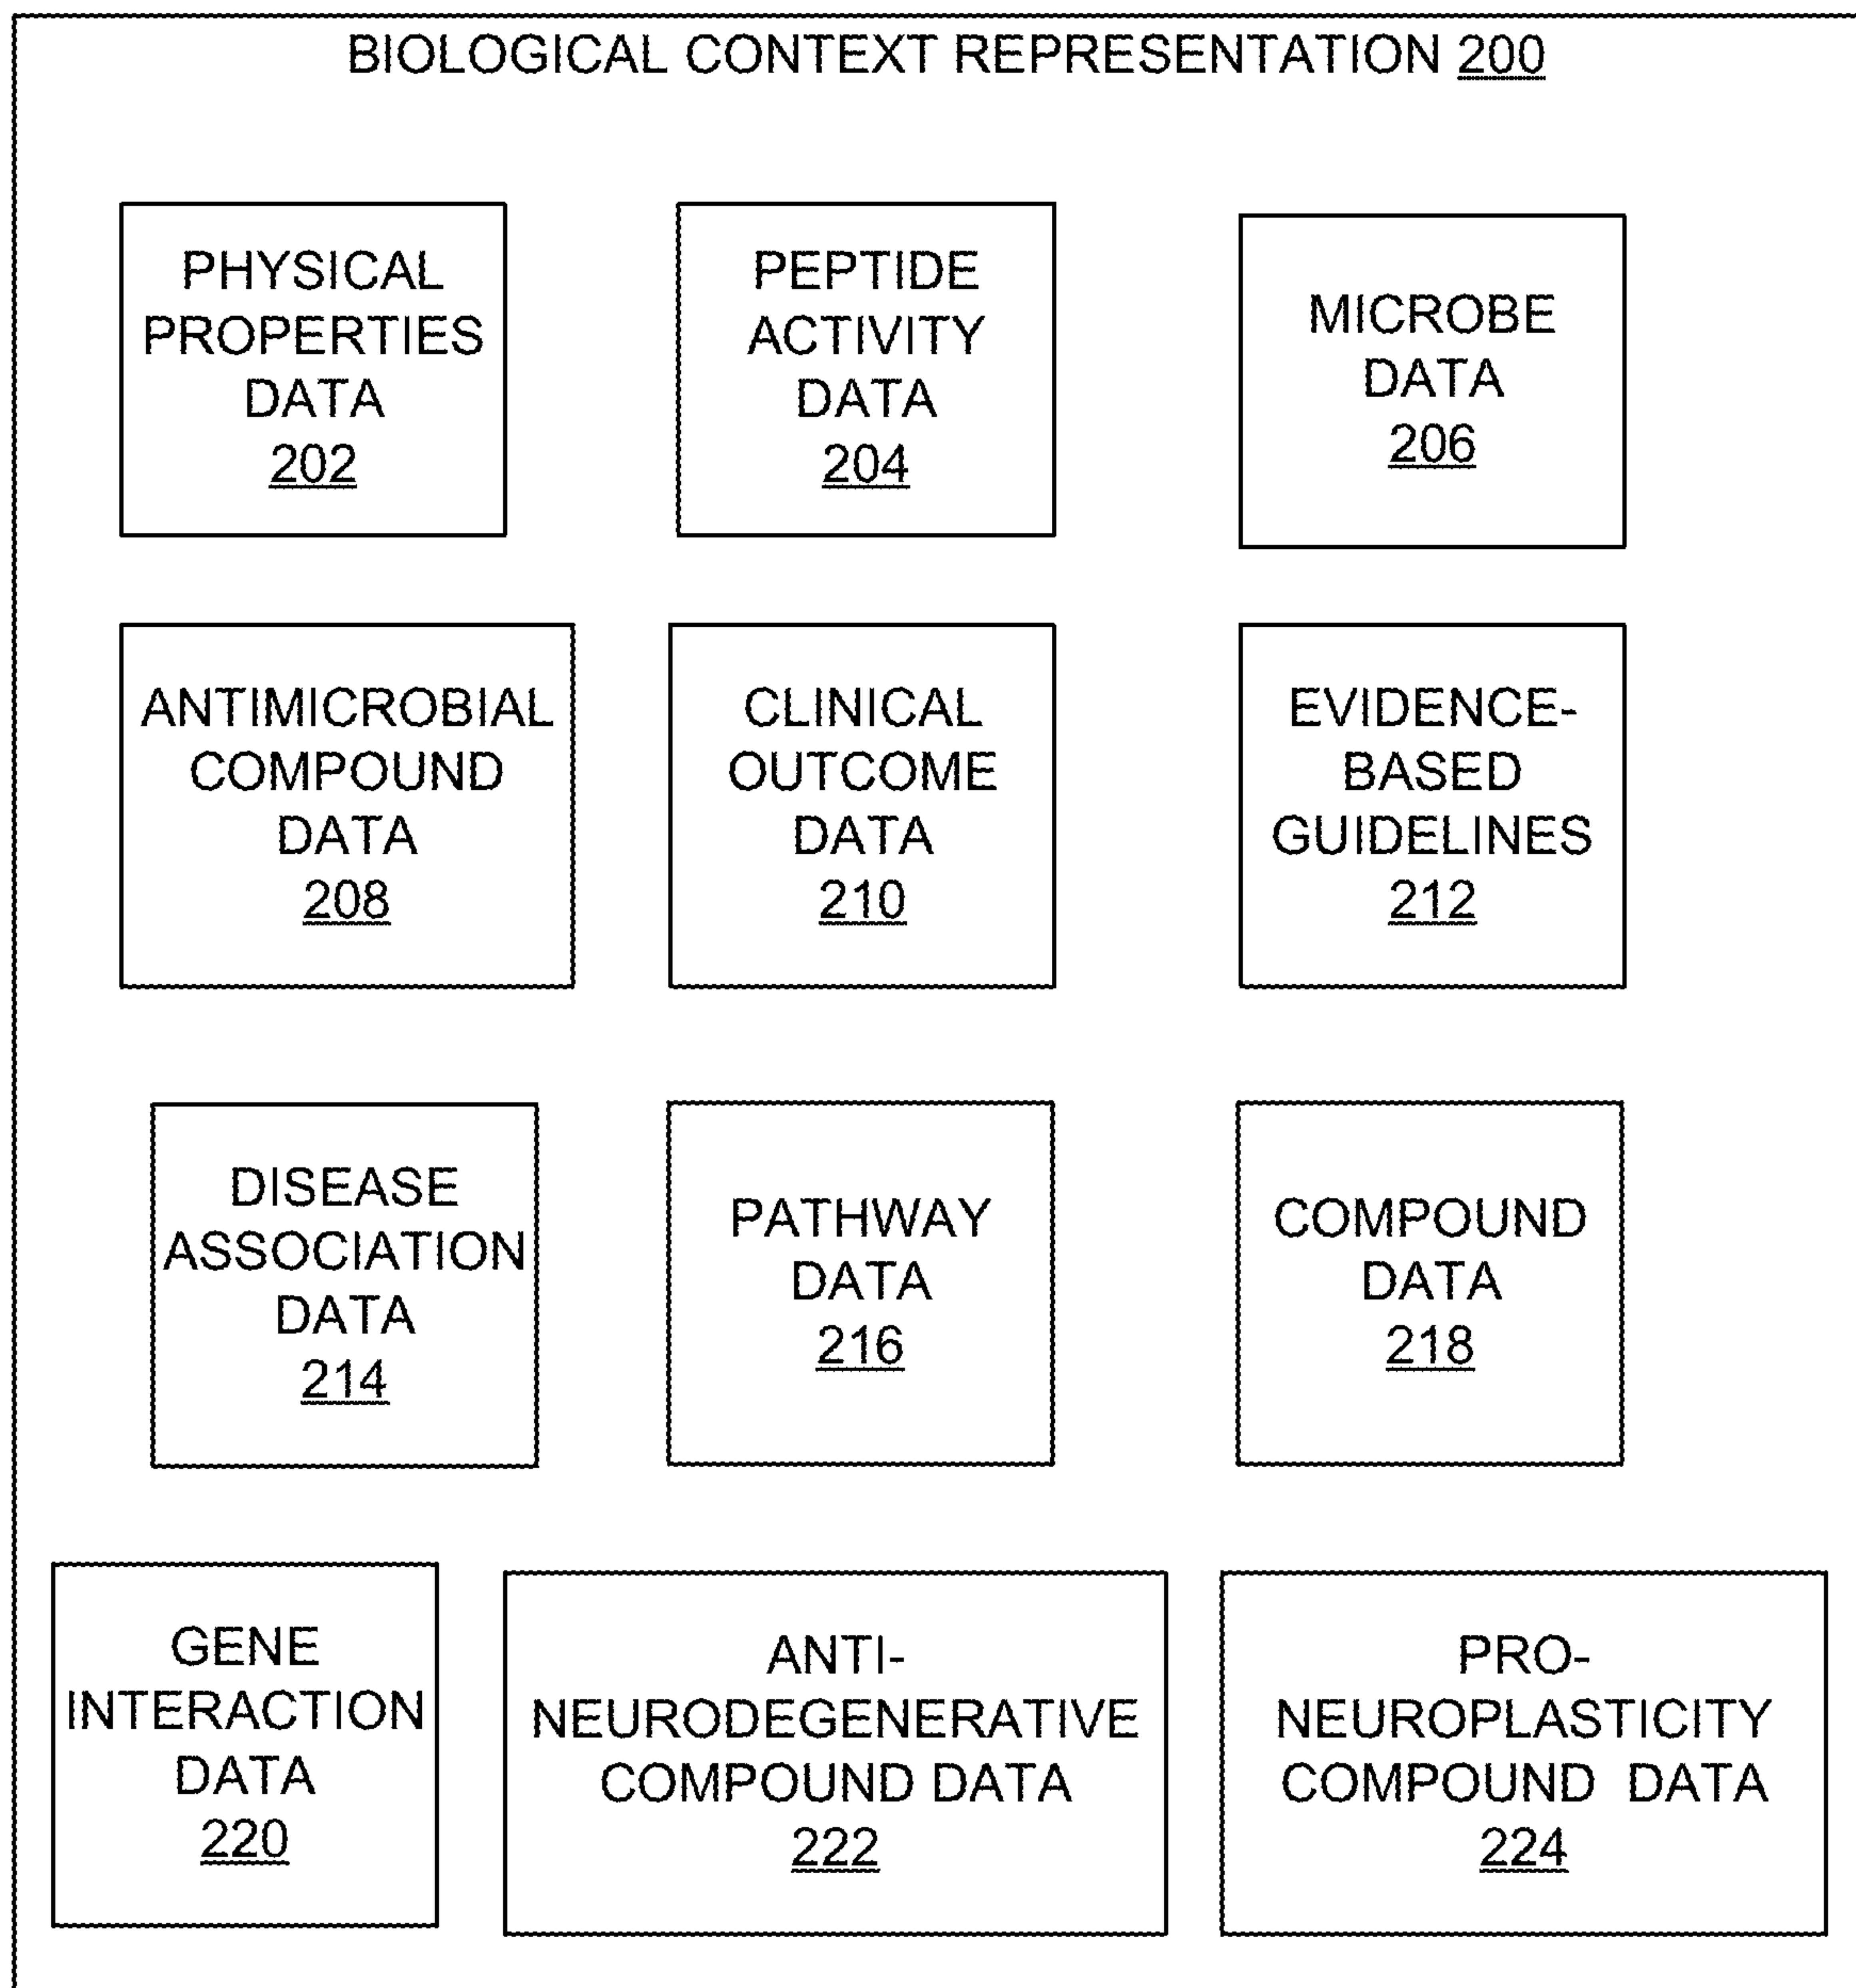 BIOLOGICAL CONTEXT REPRESENTATION 200
PHYSICAL
PROPERTIES
DATA
202
PEPTIDE
ACTIVITY
DATA
204
MICROBE
DATA
206
ANTIMICROBIAL
COMPOUND
DATA
208
CLINICAL
OUTCOME
DATA
210
EVIDENCE-
BASED
GUIDELINES
212
DISEASE
ASSOCIATION
DATA
214
PATHWAY
DATA
216
COMPOUND
DATA
218
GENE
INTERACTION
DATA
220
ANTI-
NEURODEGENERATIVE
COMPOUND DATA
222
PRO-
NEUROPLASTICITY
COMPOUND DATA
224